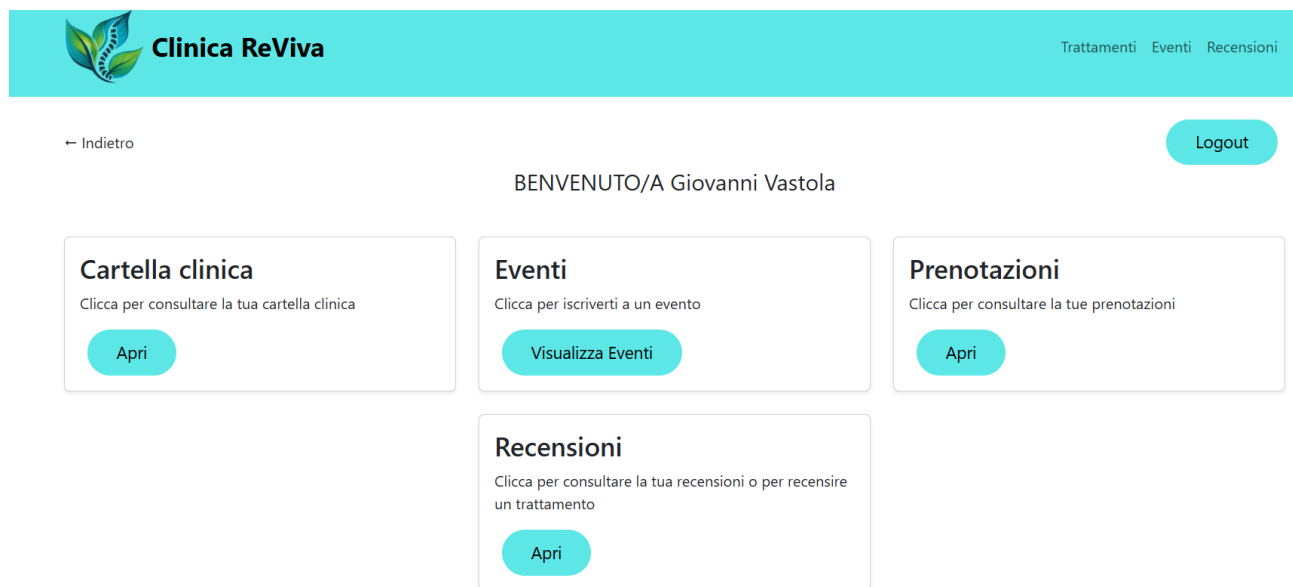 Clinica ReViva
Trattamenti Eventi Recensioni
← Indietro
Logout
BENVENUTO/A Giovanni Vastola
Cartella clinica
Clicca per consultare la tua cartella clinica
Apri
Eventi
Clicca per iscriverti a un evento
Visualizza Eventi
Prenotazioni
Clicca per consultare la tue prenotazioni
Apri
Recensioni
Clicca per consultare la tua recensioni o per recensire
un trattamento
Apri